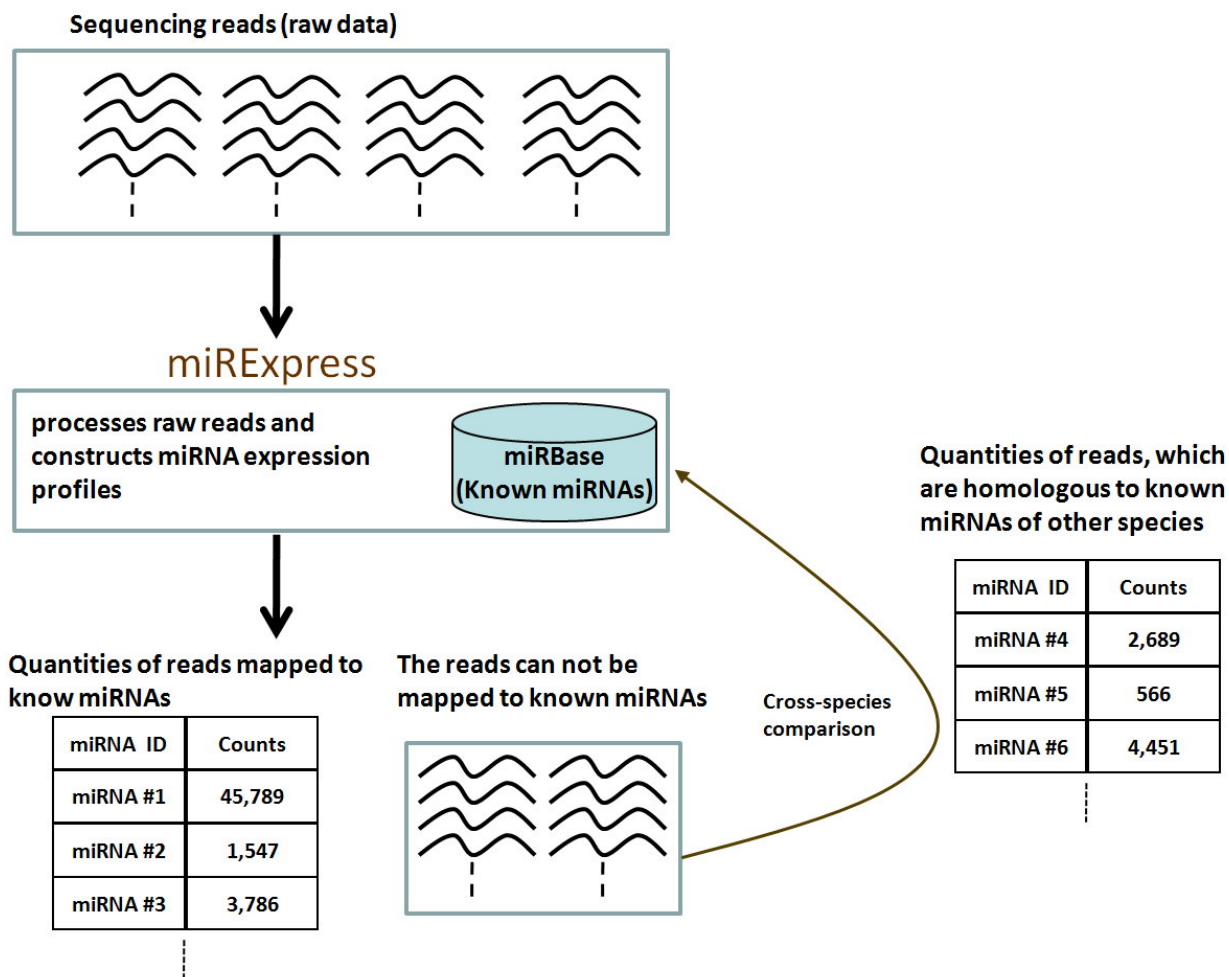 Sequencing reads (raw data)
miRExpress
processes raw reads and
constructs miRNA expression
profiles
miRBase
(Known miRNAs)
Quantities of reads mapped to
know miRNAs
miRNA ID Counts
miRNA #1 45,789
miRNA #2 1,547
miRNA #3 3,786
The reads can not be
mapped to known miRNAs
Cross-species
comparison
Quantities of reads, which
are homologous to known
miRNAs of other species
miRNA ID Counts
miRNA #4 2,689
miRNA #5 566
miRNA #6 4,451